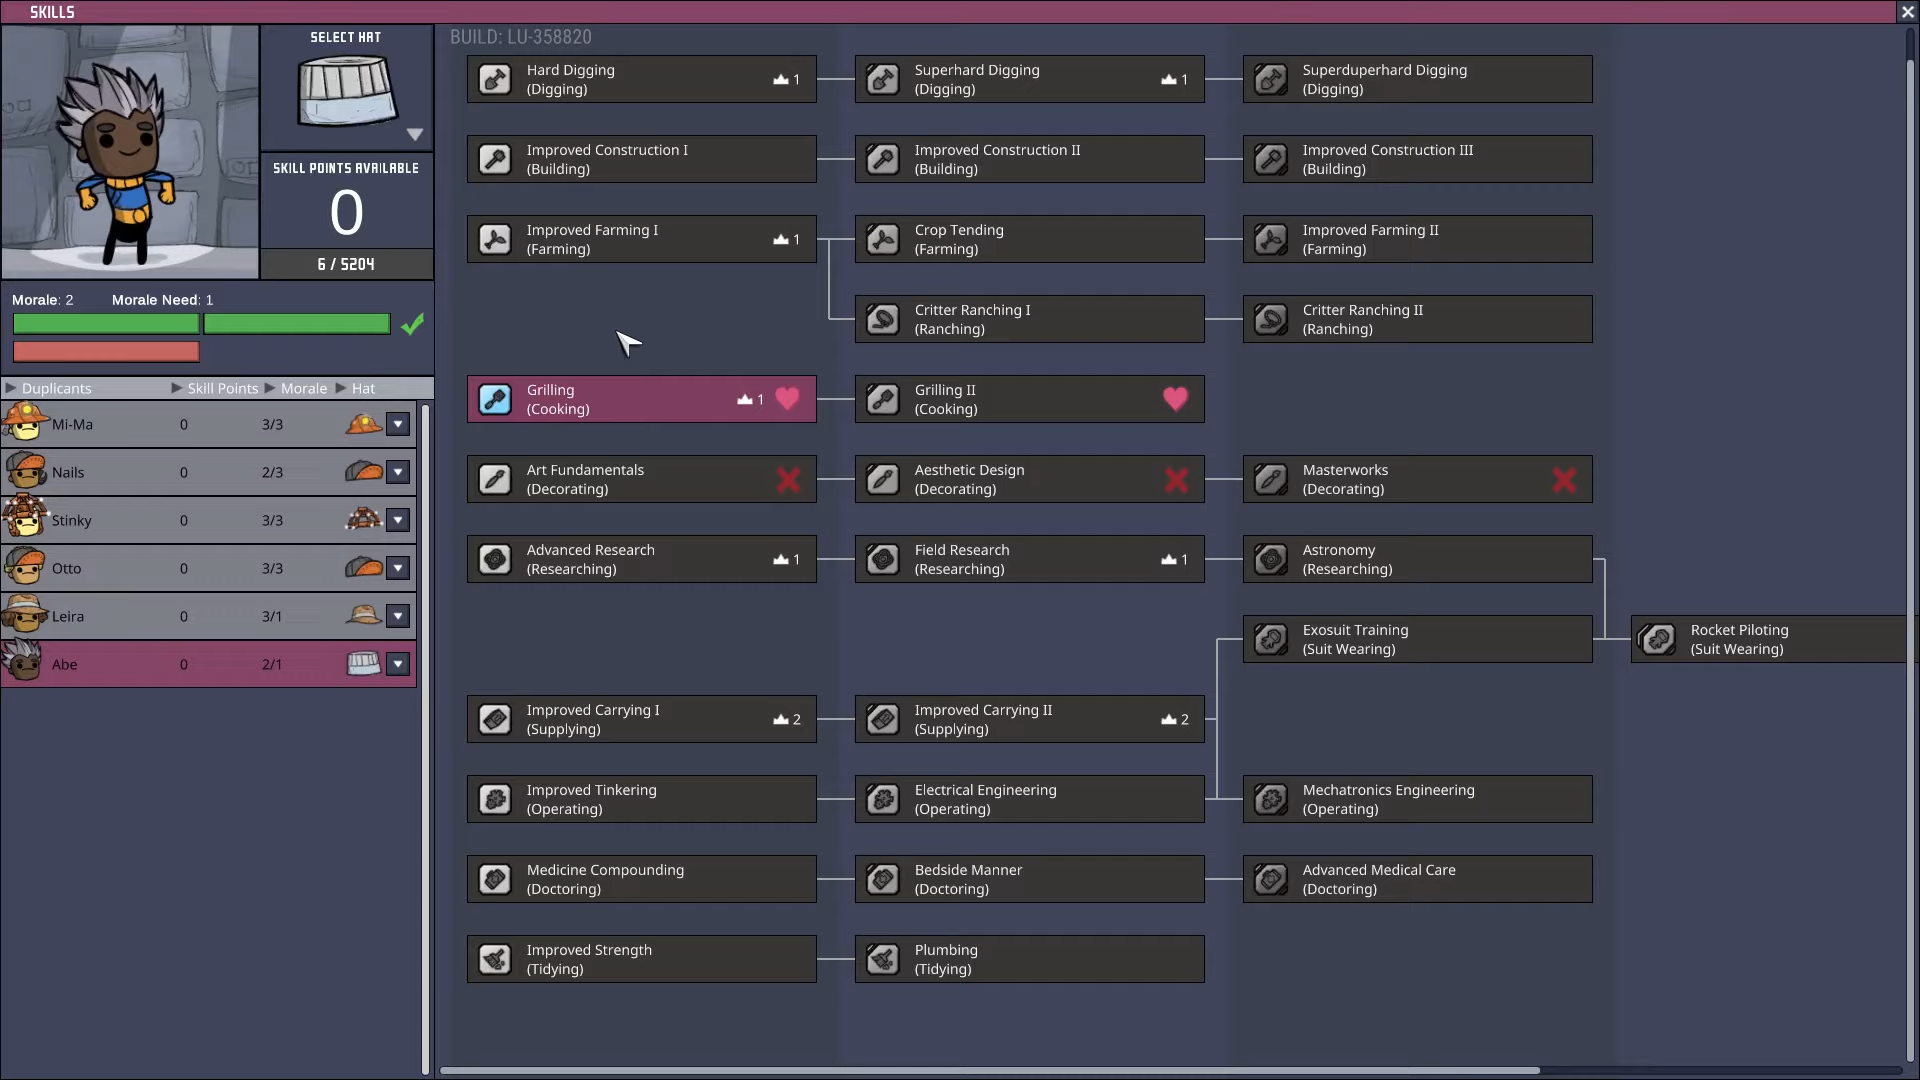 SKILLS
SELECT HAT
SKILL POINTS AVAILABLE
0
6 / 5204
Morale: 2 Morale Need: 1
Duplicants Skill Points Morale Hat
Mi-Ma 0 3/3
Nails 0 2/3
Stinky 0 3/3
Otto 0 3/3
Leira 0 3/1
Abe 0 2/1
BUILD: LU-358820
Hard Digging
(Digging)
1
Superhard Digging
(Digging)
1
Superduperhard Digging
(Digging)
Improved Construction I
(Building)
Improved Construction II
(Building)
Improved Construction III
(Building)
Improved Farming I
(Farming)
1
Crop Tending
(Farming)
Improved Farming II
(Farming)
Critter Ranching I
(Ranching)
Critter Ranching II
(Ranching)
Grilling
(Cooking)
1
Grilling II
(Cooking)
Art Fundamentals
(Decorating)
Aesthetic Design
(Decorating)
Masterworks
(Decorating)
Advanced Research
(Researching)
1
Field Research
(Researching)
1
Astronomy
(Researching)
Exosuit Training
(Suit Wearing)
Rocket Piloting
(Suit Wearing)
Improved Carrying I
(Supplying)
2
Improved Carrying II
(Supplying)
2
Improved Tinkering
(Operating)
Electrical Engineering
(Operating)
Mechatronics Engineering
(Operating)
Medicine Compounding
(Doctoring)
Bedside Manner
(Doctoring)
Advanced Medical Care
(Doctoring)
Improved Strength
(Tidying)
Plumbing
(Tidying)